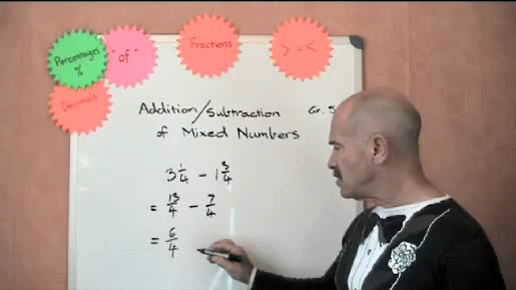 Percentages
%
"of"
Fractions
> = <
Decimals
Addition/Subtraction Gr. 5
of Mixed Numbers
3 1/4 - 1 3/4
= 13/4 - 7/4
= 6/4